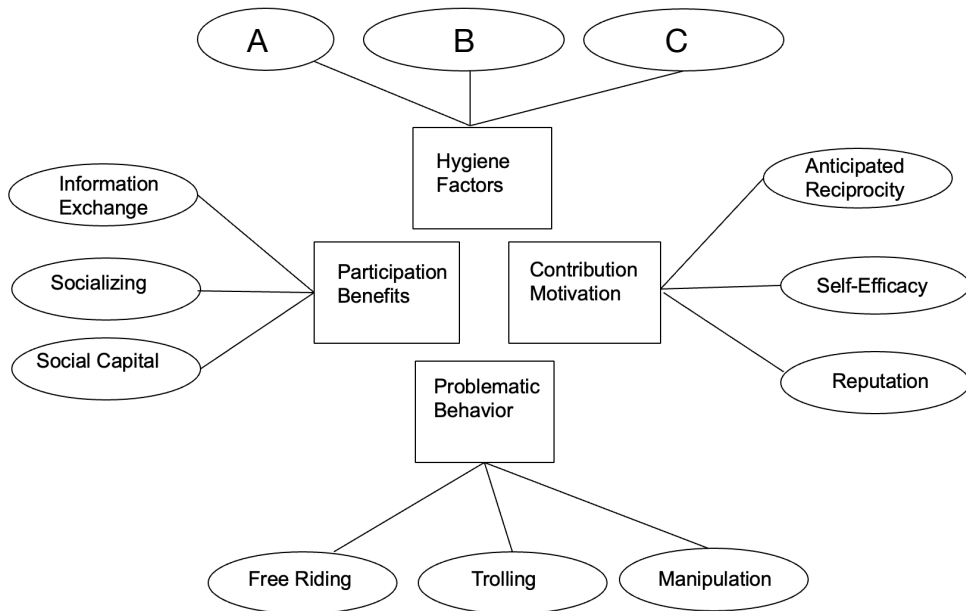 A
B
C
Hygiene
Factors
Information
Exchange
Anticipated
Reciprocity
Socializing
Participation
Benefits
Contribution
Motivation
Self-Efficacy
Social Capital
Problematic
Behavior
Reputation
Free Riding
Trolling
Manipulation